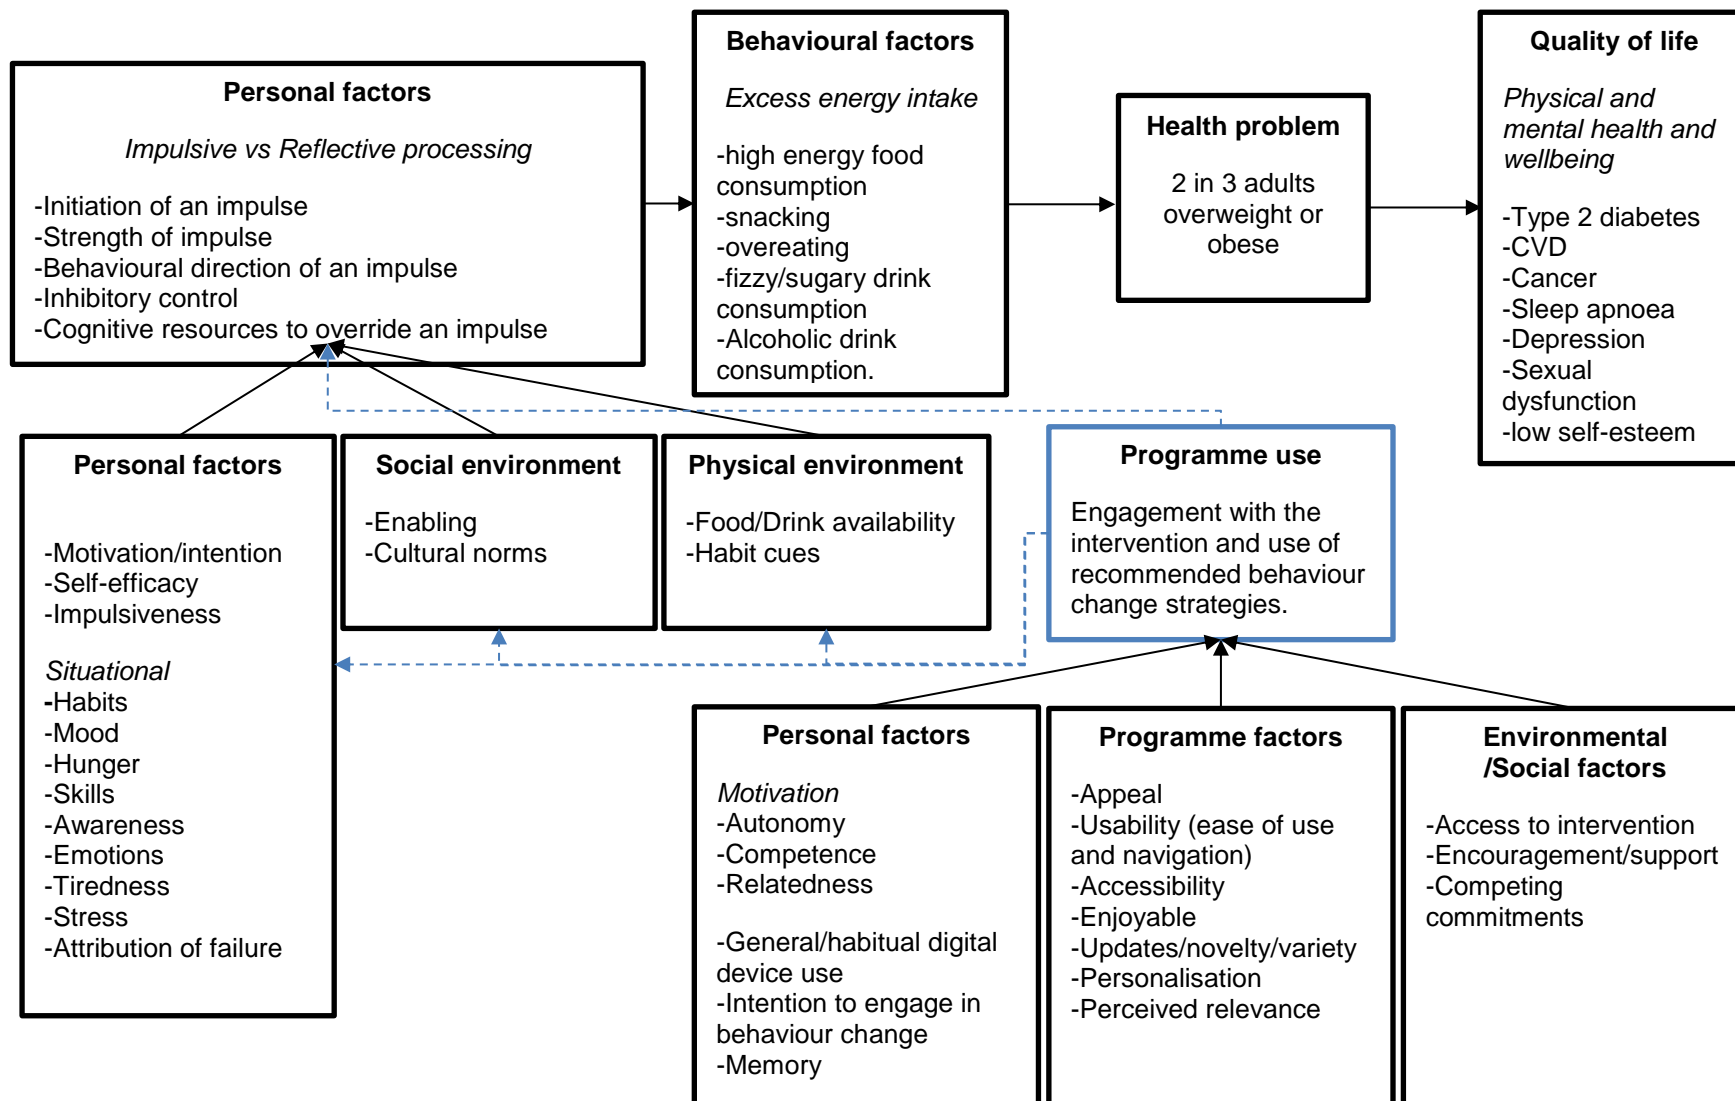 Personal factors
Impulsive vs Reflective processing
-Initiation of an impulse
-Strength of impulse
-Behavioural direction of an impulse
-Inhibitory control
-Cognitive resources to override an impulse
Behavioural factors
Excess energy intake
-high energy food
consumption
-snacking
-overeating
-fizzy/sugary drink
consumption
-Alcoholic drink
consumption.
Health problem
2 in 3 adults
overweight or
obese
Quality of life
Physical and
mental health and
wellbeing
-Type 2 diabetes
-CVD
-Cancer
-Sleep apnoea
-Depression
-Sexual
dysfunction
-low self-esteem
Personal factors
-Motivation/intention
-Self-efficacy
-Impulsiveness
Situational
-Habits
-Mood
-Hunger
-Skills
-Awareness
-Emotions
-Tiredness
-Stress
-Attribution of failure
Social environment
-Enabling
-Cultural norms
Physical environment
-Food/Drink availability
-Habit cues
Programme use
Engagement with the
intervention and use of
recommended behaviour
change strategies.
Personal factors
Motivation
-Autonomy
-Competence
-Relatedness
-General/habitual digital
device use
-Intention to engage in
behaviour change
-Memory
Programme factors
-Appeal
-Usability (ease of use
and navigation)
-Accessibility
-Enjoyable
-Updates/novelty/variety
-Personalisation
-Perceived relevance
Environmental
/Social factors
-Access to intervention
-Encouragement/support
-Competing
commitments